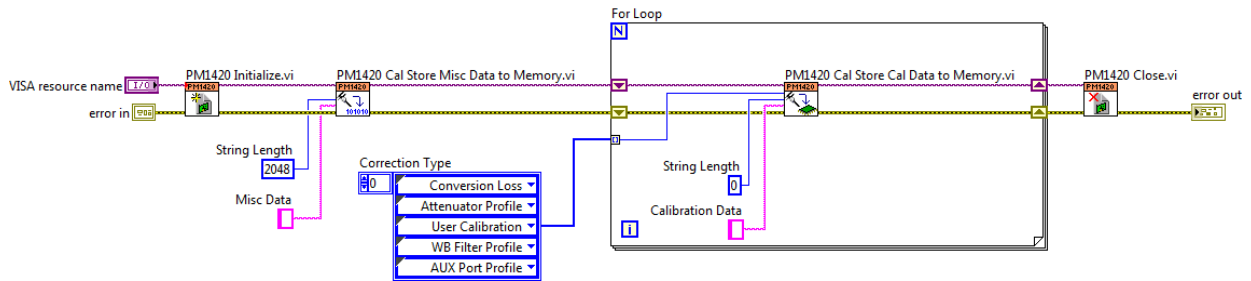 For Loop
N
PM1420 Initialize.vi
PM1420 Cal Store Misc Data to Memory.vi
PM1420 Cal Store Cal Data to Memory.vi
PM1420 Close.vi
VISA resource name
I/O
PM1420
PM1420
101010
PM1420
PM1420
error in
error out
String Length
2048
Misc Data
Correction Type
0
Conversion Loss
Attenuator Profile
User Calibration
WB Filter Profile
AUX Port Profile
String Length
0
Calibration Data
i